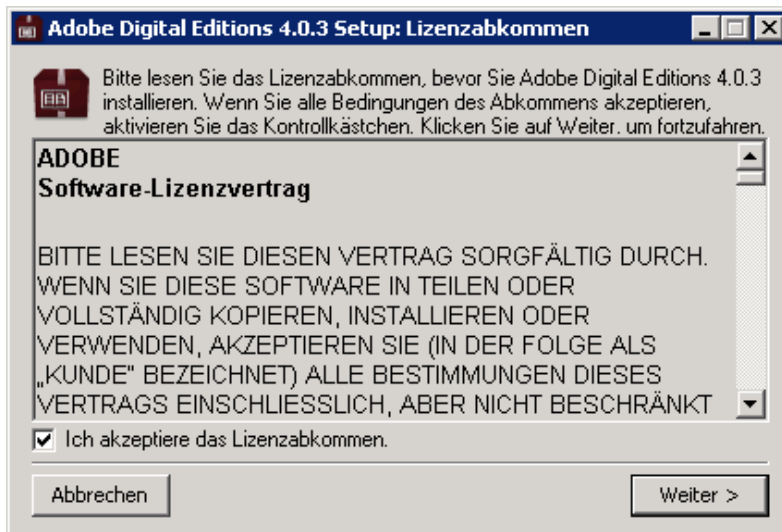 Adobe Digital Editions 4.0.3 Setup: Lizenzabkommen
Bitte lesen Sie das Lizenzabkommen, bevor Sie Adobe Digital Editions 4.0.3
installieren. Wenn Sie alle Bedingungen des Abkommens akzeptieren,
aktivieren Sie das Kontrollkästchen. Klicken Sie auf Weiter, um fortzufahren.
ADOBE
Software-Lizenzvertrag
BITTE LESEN SIE DIESEN VERTRAG SORGFÄLTIG DURCH.
WENN SIE DIESE SOFTWARE IN TEILEN ODER
VOLLSTÄNDIG KOPIEREN, INSTALLIEREN ODER
VERWENDEN, AKZEPTIEREN SIE (IN DER FOLGE ALS
„KUNDE" BEZEICHNET) ALLE BESTIMMUNGEN DIESES
VERTRAGS EINSCHLIESSLICH, ABER NICHT BESCHRÄNKT
Ich akzeptiere das Lizenzabkommen.
Abbrechen
Weiter >